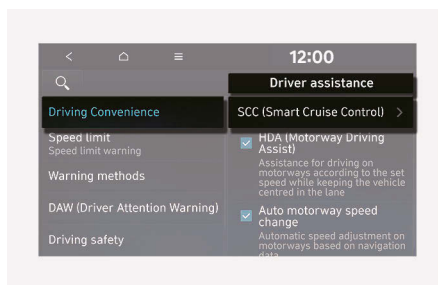 12:00
Driver assistance
Driving Convenience
Speed limit
Speed limit warning
Warning methods
DAW (Driver Attention Warning)
Driving safety
SCC (Smart Cruise Control)
HDA (Motorway Driving
Assist)
Assistance for driving on
motorways according to the set
speed while keeping the vehicle
centred in the lane
Auto motorway speed
change
Automatic speed adjustment on
motorways based on navigation
data